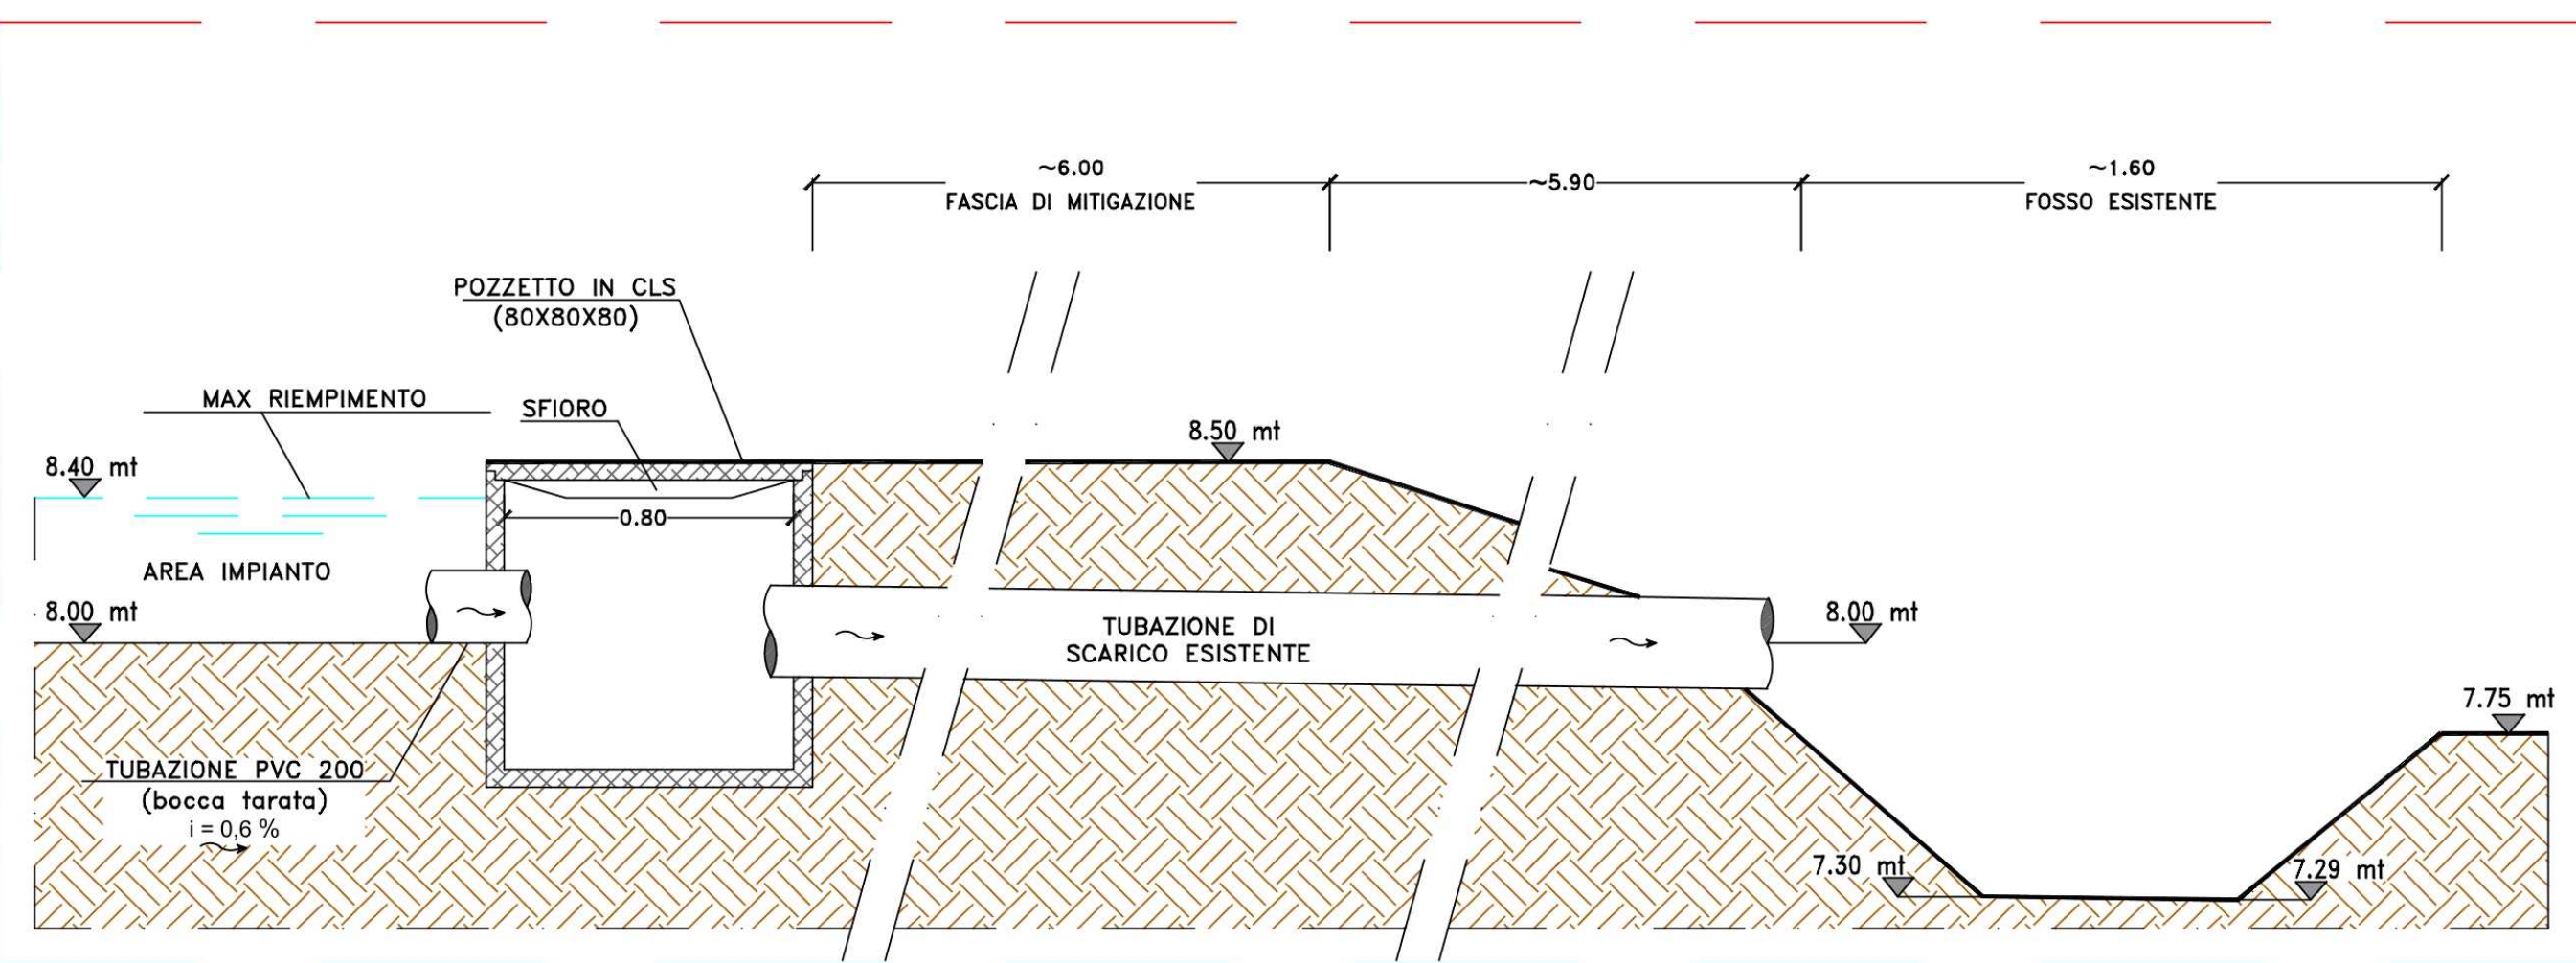 ~6.00
FASCIA DI MITIGAZIONE
~5.90
~1.60
FOSSO ESISTENTE
POZZETTO IN CLS
(80X80X80)
MAX RIEMPIMENTO
SFIORO
8.40 mt
8.50 mt
0.80
AREA IMPIANTO
8.00 mt
TUBAZIONE DI
SCARICO ESISTENTE
8.00 mt
7.75 mt
TUBAZIONE PVC 200
(bocca tarata)
i = 0,6 %
7.30 mt
7.29 mt